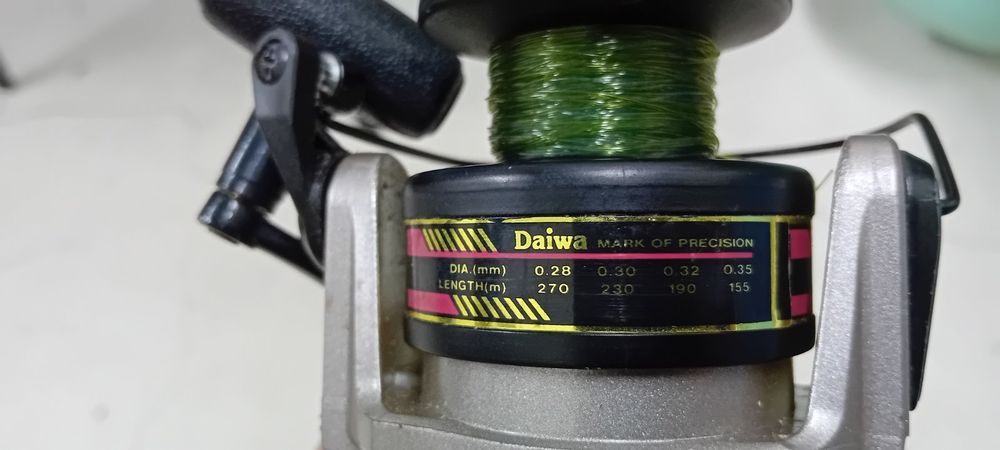 Daiwa MARK OF PRECISION
DIA.(mm) 0.28 0.30 0.32 0.35
LENGTH(m) 270 230 190 155